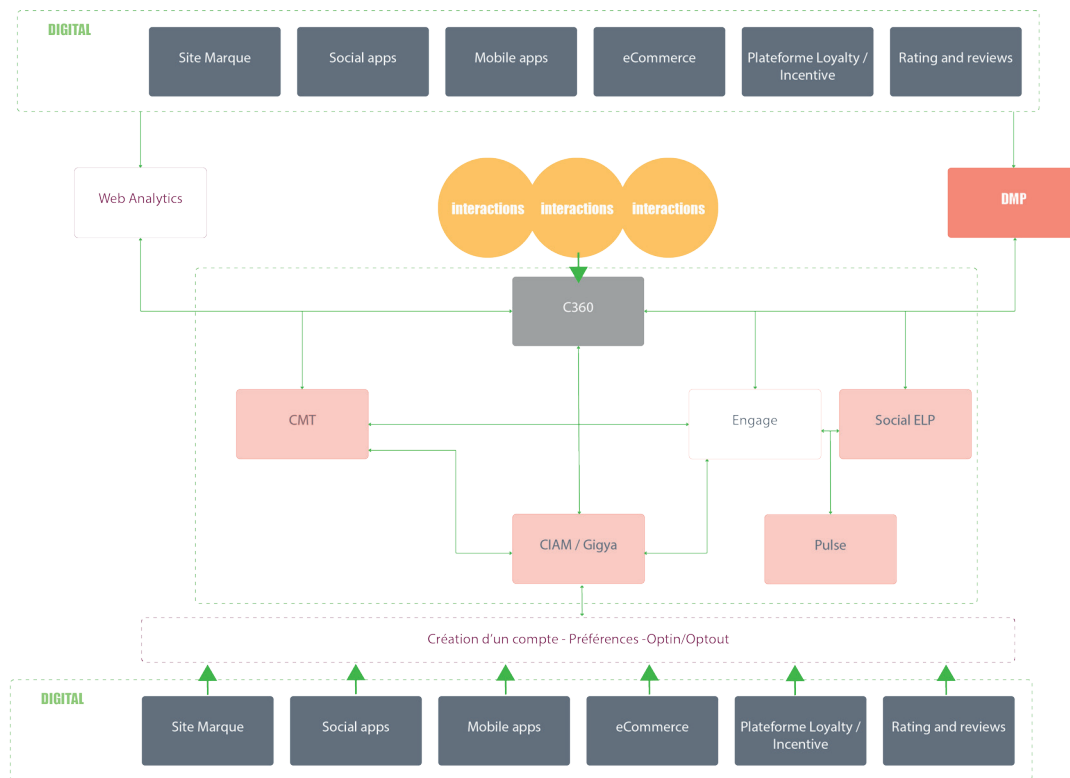 DIGITAL
Site Marque
Social apps
Mobile apps
eCommerce
Plateforme Loyalty /
Incentive
Rating and reviews
Web Analytics
interactions
interactions
interactions
DMP
C360
CMT
Engage
Social ELP
CIAM / Gigya
Pulse
Création d'un compte - Préférences -Optin/Optout
DIGITAL
Site Marque
Social apps
Mobile apps
eCommerce
Plateforme Loyalty /
Incentive
Rating and reviews